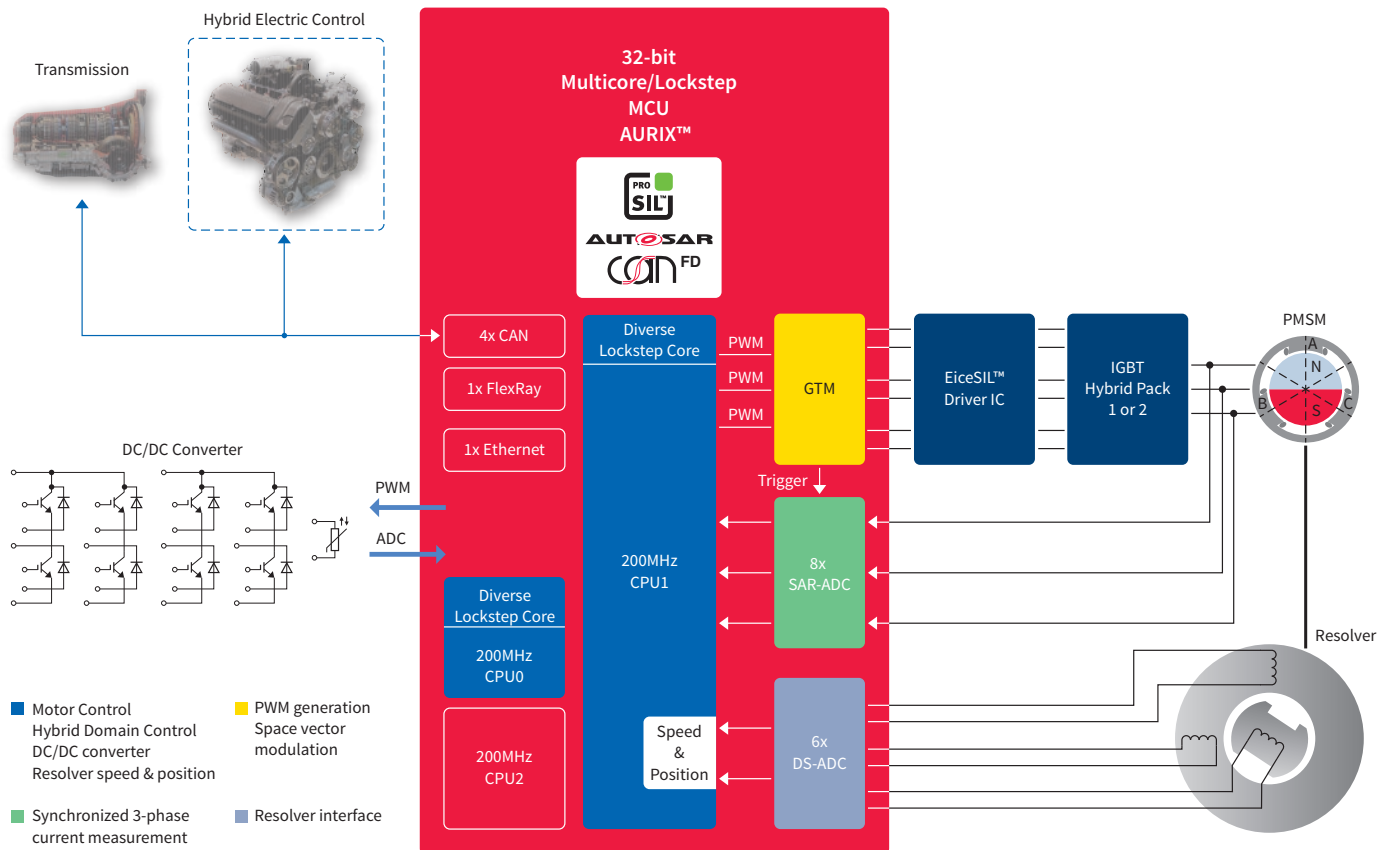 Hybrid Electric Control
Transmission
32-bit
Multicore/Lockstep
MCU
AURIX™
PRO
SIL™
AUTOSAR
CAN FD
4x CAN
1x FlexRay
1x Ethernet
Diverse
Lockstep Core
200MHz
CPU1
PWM
PWM
PWM
GTM
EiceSIL™
Driver IC
IGBT
Hybrid Pack
1 or 2
PMSM
A
N
B
S
C
DC/DC Converter
PWM
ADC
Trigger
8x
SAR-ADC
Diverse
Lockstep Core
200MHz
CPU0
200MHz
CPU2
Speed
&
Position
6x
DS-ADC
Resolver
Motor Control
Hybrid Domain Control
DC/DC converter
Resolver speed & position
PWM generation
Space vector
modulation
Synchronized 3-phase
current measurement
Resolver interface